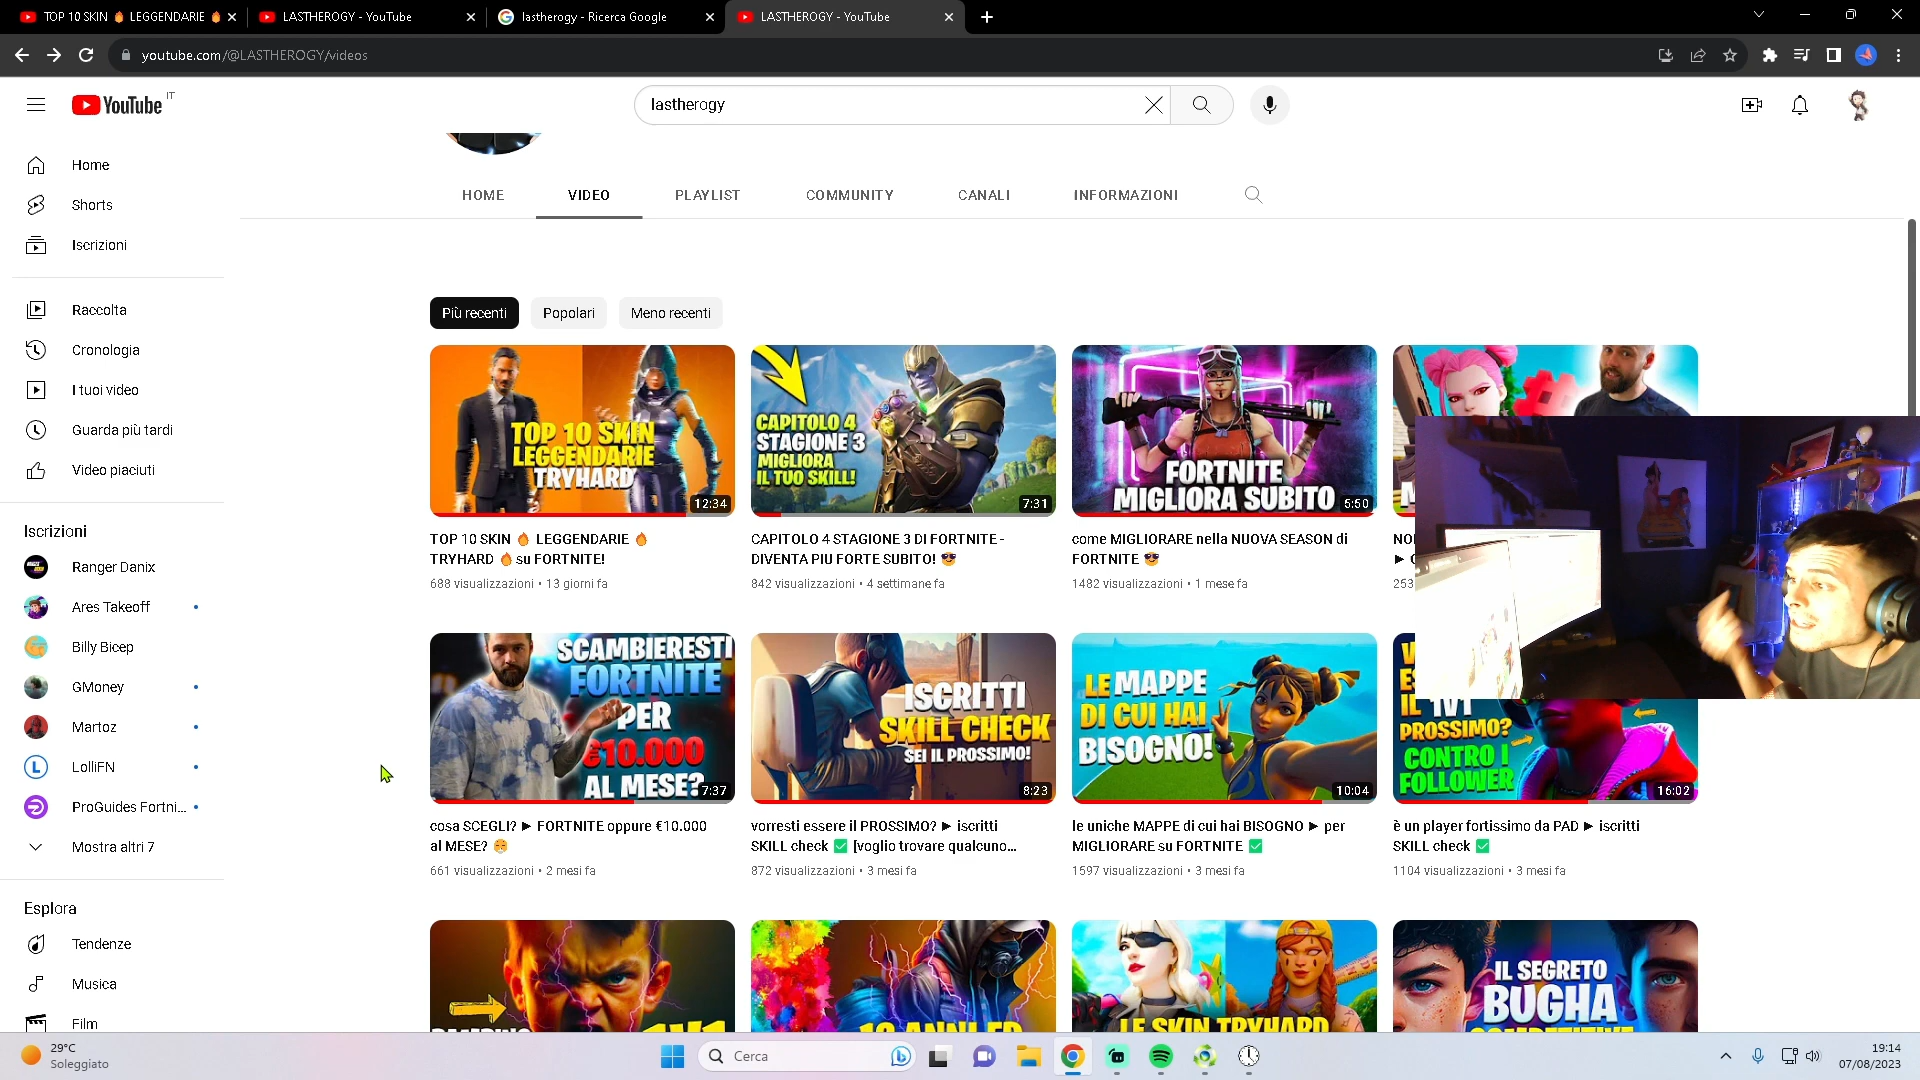 TOP 10 SKIN 🔥 LEGGENDARIE 🔥
LASTHEROGY - YouTube
lastherogy - Ricerca Google
LASTHEROGY - YouTube
youtube.com/@LASTHEROGY/videos
YouTube IT
lastherogy
Home
Shorts
Iscrizioni
Raccolta
Cronologia
I tuoi video
Guarda più tardi
Video piaciuti
Iscrizioni
Ranger Danix
Ares Takeoff
Billy Bicep
GMoney
Martoz
LolliFN
ProGuides Fortni...
Mostra altri 7
Esplora
Tendenze
Musica
Film
HOME
VIDEO
PLAYLIST
COMMUNITY
CANALI
INFORMAZIONI
Più recenti
Popolari
Meno recenti
TOP 10 SKIN
LEGGENDARIE
TRYHARD
12:34
TOP 10 SKIN 🔥 LEGGENDARIE 🔥
TRYHARD 🔥su FORTNITE!
688 visualizzazioni • 13 giorni fa
CAPITOLO 4
STAGIONE 3
MIGLIORA
IL TUO SKILL!
7:31
CAPITOLO 4 STAGIONE 3 DI FORTNITE -
DIVENTA PIU FORTE SUBITO! 😎
842 visualizzazioni • 4 settimane fa
FORTNITE
MIGLIORA SUBITO
5:50
come MIGLIORARE nella NUOVA SEASON di
FORTNITE 😎
1482 visualizzazioni • 1 mese fa
253
SCAMBIERESTI
FORTNITE
PER
€10.000
AL MESE?
7:37
cosa SCEGLI? ► FORTNITE oppure €10.000
al MESE? 😤
661 visualizzazioni • 2 mesi fa
ISCRITTI
SKILL CHECK
SEI IL PROSSIMO!
8:23
vorresti essere il PROSSIMO? ► iscritti
SKILL check ✅ [voglio trovare qualcuno...
872 visualizzazioni • 3 mesi fa
LE MAPPE
DI CUI HAI
BISOGNO!
10:04
le uniche MAPPE di cui hai BISOGNO ► per
MIGLIORARE su FORTNITE ✅
1597 visualizzazioni • 3 mesi fa
IL 1V1
PROSSIMO?
CONTRO I
FOLLOWER
16:02
è un player fortissimo da PAD ► iscritti
SKILL check ✅
1104 visualizzazioni • 3 mesi fa
1V1
LE SKIN TRYHARD
IL SEGRETO
BUGHA
29°C
Soleggiato
Cerca
19:14
07/08/2023